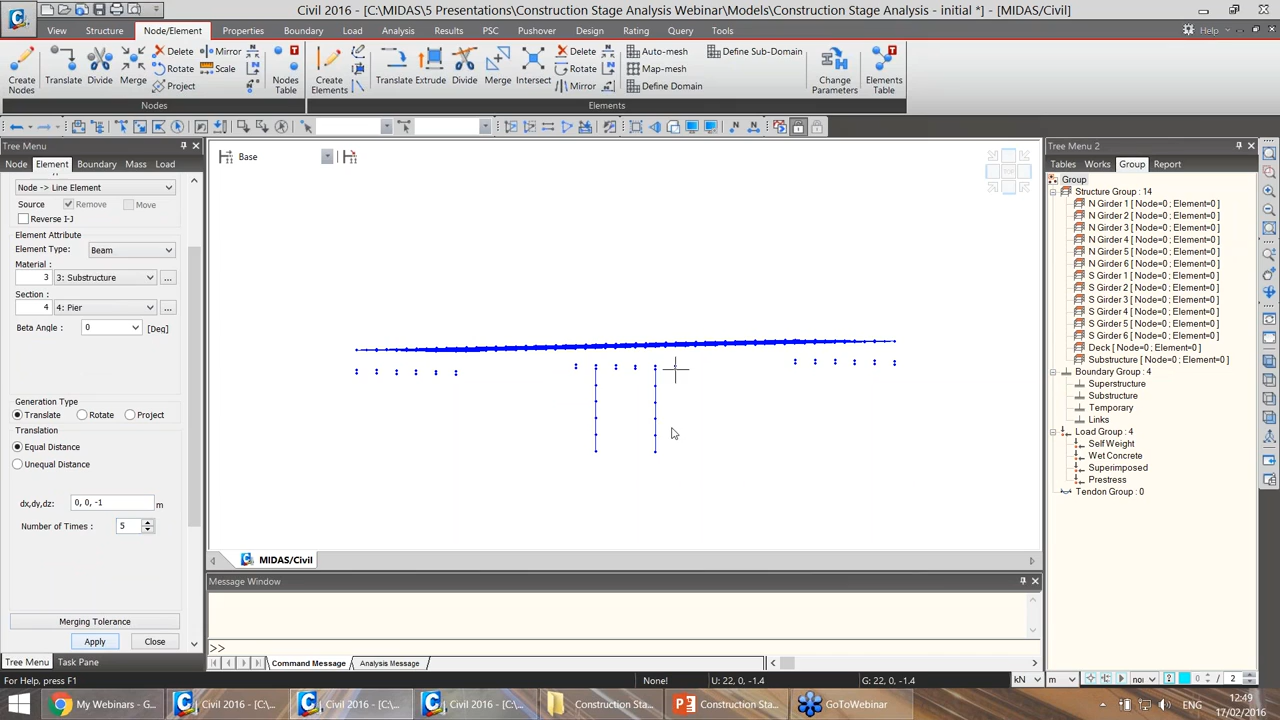 Civil 2016 - [C:\MIDAS\5 Presentations\Construction Stage Analysis Webinar\Models\Construction Stage Analysis - initial *] - [MIDAS/Civil]
View Structure Node/Element Properties Boundary Load Analysis Results PSC Pushover Design Rating Query Tools Help
Create Nodes
Translate
Divide
Merge
Delete
Rotate
Project
Mirror
Scale
Nodes Table
Create Elements
Translate
Extrude
Divide
Merge
Intersect
Delete
Rotate
Mirror
Auto-mesh
Map-mesh
Define Domain
Define Sub-Domain
Change Parameters
Elements Table
Nodes
Elements
Tree Menu
Node Element Boundary Mass Load
Node -> Line Element
Source Remove Move
Reverse I-J
Element Attribute
Element Type: Beam
Material :
3 3: Substructure ...
Section :
4 4: Pier ...
Beta Angle : 0 [Deg]
Generation Type
Translate Rotate Project
Translation
Equal Distance
Unequal Distance
dx,dy,dz: 0, 0, -1 m
Number of Times : 5
Merging Tolerance
Apply Close
Tree Menu Task Pane
Base
TOP
MIDAS/Civil
Message Window
>>
Command Message Analysis Message
Tree Menu 2
Tables Works Group Report
Group
Structure Group : 14
N Girder 1 [ Node=0 ; Element=0 ]
N Girder 2 [ Node=0 ; Element=0 ]
N Girder 3 [ Node=0 ; Element=0 ]
N Girder 4 [ Node=0 ; Element=0 ]
N Girder 5 [ Node=0 ; Element=0 ]
N Girder 6 [ Node=0 ; Element=0 ]
S Girder 1 [ Node=0 ; Element=0 ]
S Girder 2 [ Node=0 ; Element=0 ]
S Girder 3 [ Node=0 ; Element=0 ]
S Girder 4 [ Node=0 ; Element=0 ]
S Girder 5 [ Node=0 ; Element=0 ]
S Girder 6 [ Node=0 ; Element=0 ]
Deck [ Node=0 ; Element=0 ]
Substructure [ Node=0 ; Element=0 ]
Boundary Group : 4
Superstructure
Substructure
Temporary
Links
Load Group : 4
Self Weight
Wet Concrete
Superimposed
Prestress
Tendon Group : 0
For Help, press F1
None!
U: 22, 0, -1.4
G: 22, 0, -1.4
kN m
non
0 / 2
My Webinars - G...
Civil 2016 - [C:\...
Civil 2016 - [C:\...
Civil 2016 - [C:\...
Construction Sta...
Construction Sta...
GoToWebinar
ENG
12:49
17/02/2016